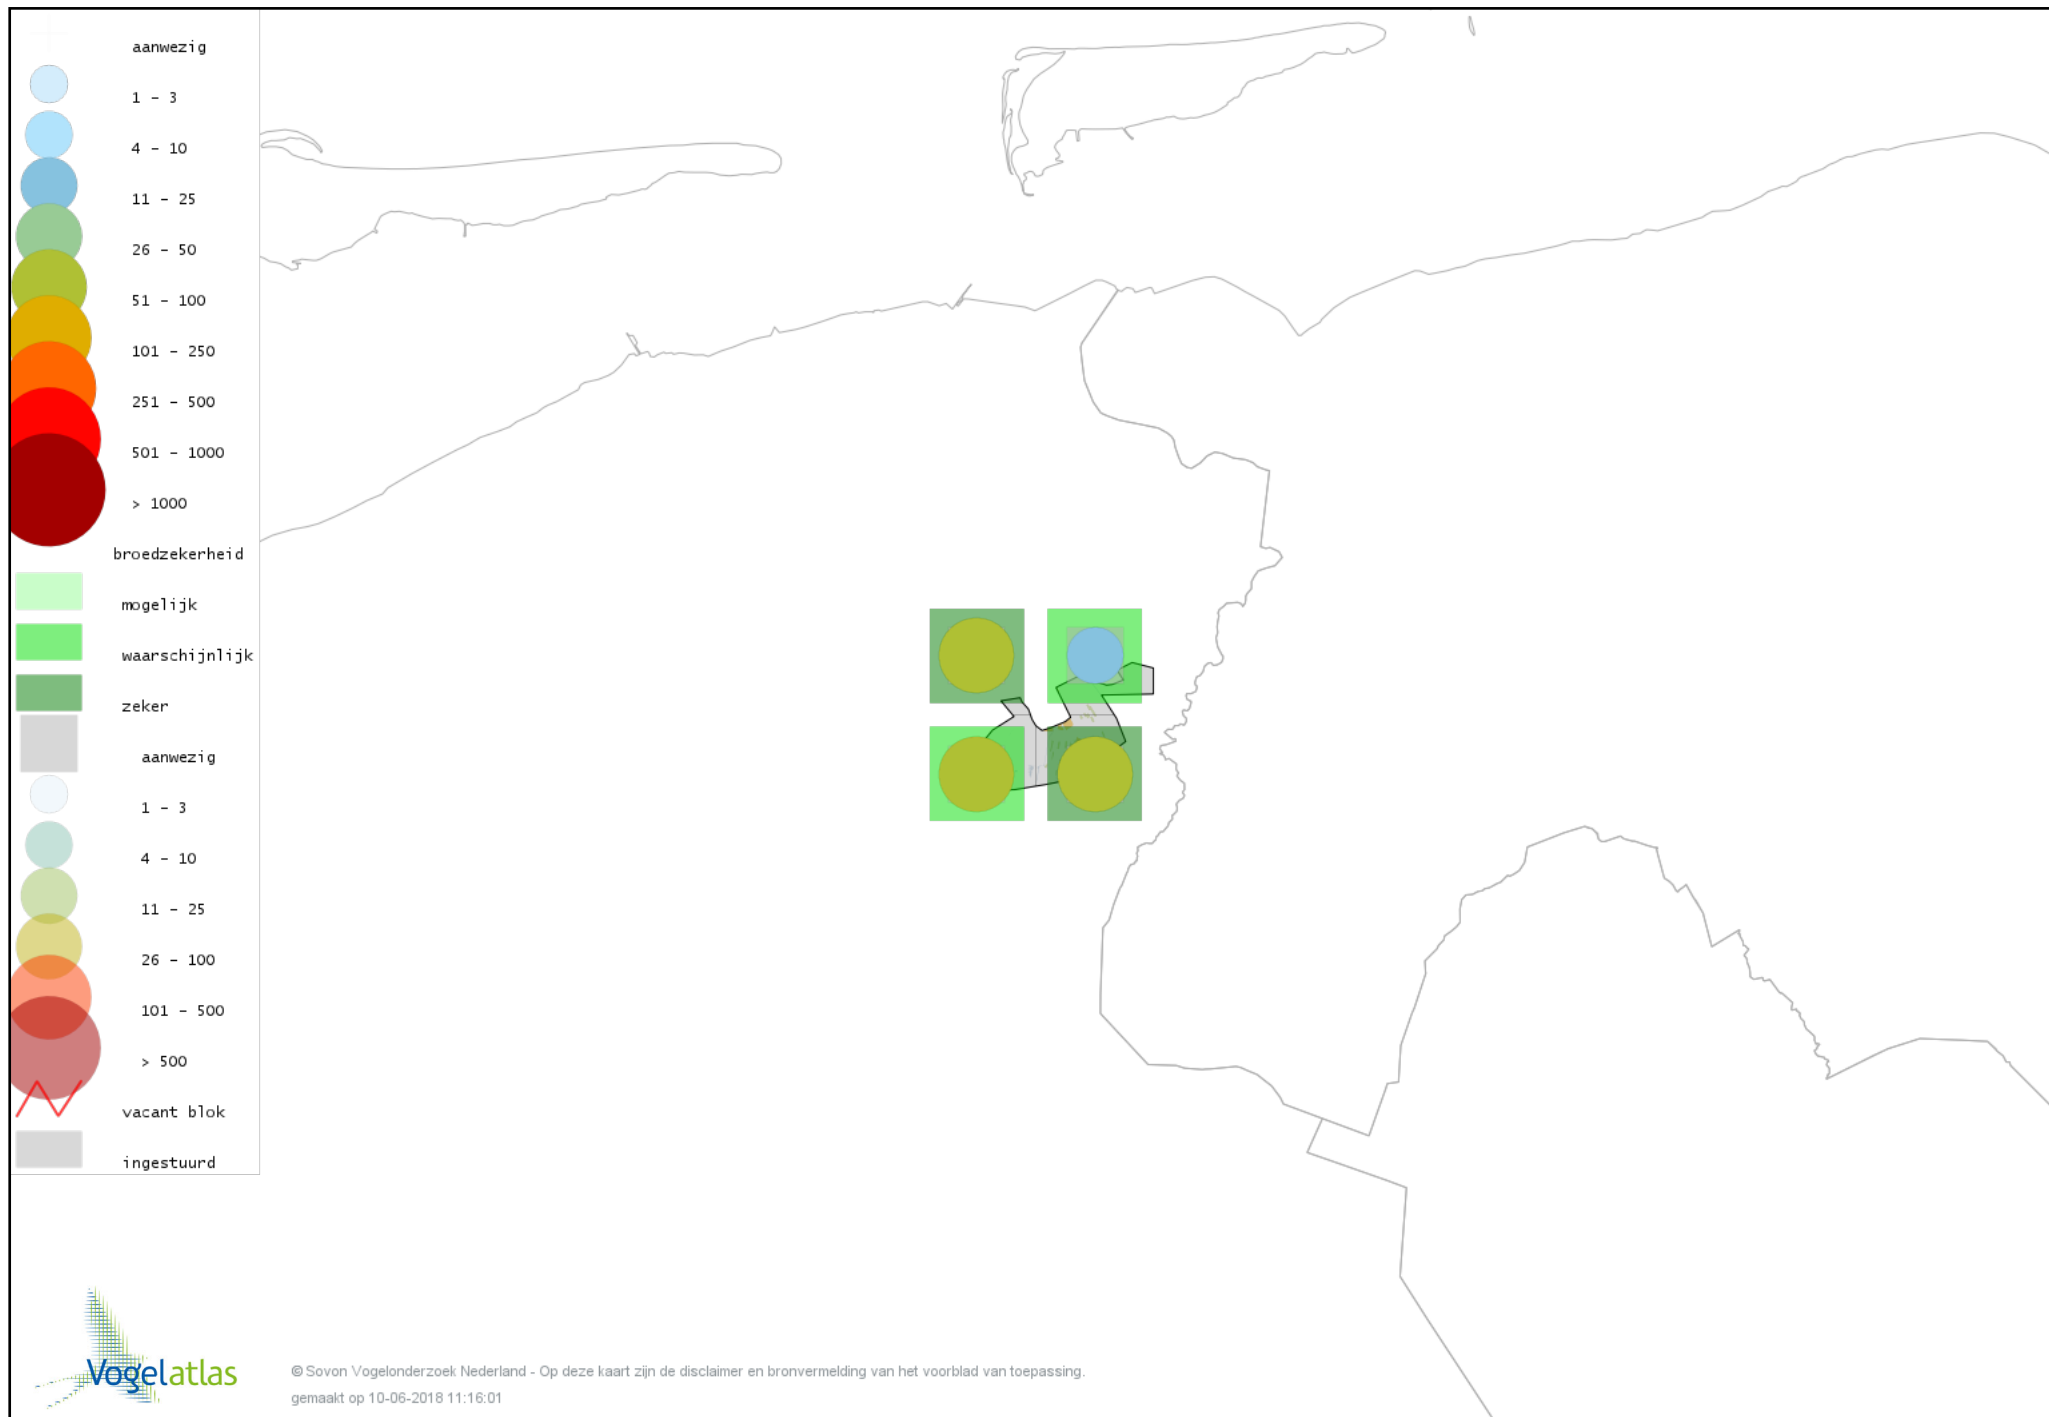 aanwezig
1 - 3
4 - 10
11 - 25
26 - 50
51 - 100
101 - 250
251 - 500
501 - 1000
> 1000
broedzekerheid
mogelijk
waarschijnlijk
zeker
aanwezig
1 - 3
4 - 10
11 - 25
26 - 100
101 - 500
> 500
vacant blok
ingestuurd
Vogelatlas
© Sovon Vogelonderzoek Nederland - Op deze kaart zijn de disclaimer en bronvermelding van het voorblad van toepassing.
gemaakt op 10-06-2018 11:16:01